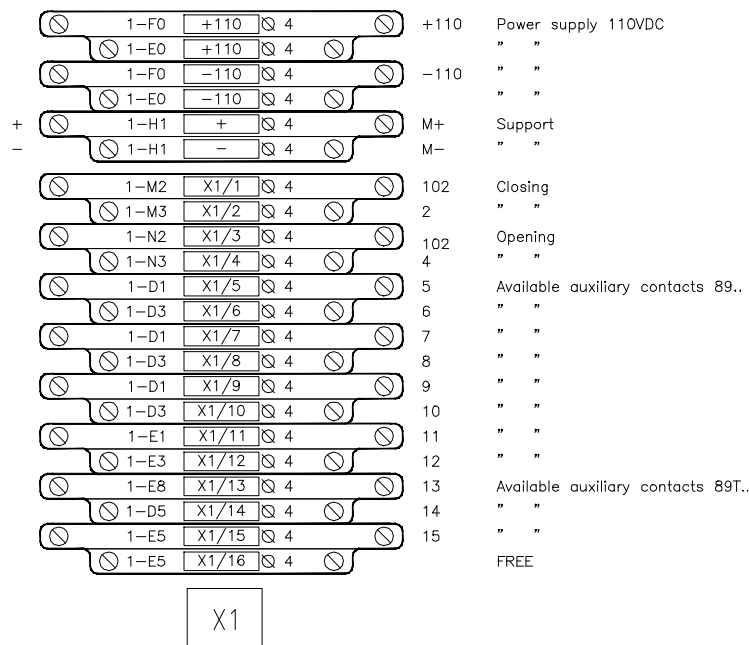 1-F0 +110 Ø 4 +110 Power supply 110VDC
1-E0 +110 Ø 4 " "
1-F0 -110 Ø 4 -110 " "
1-E0 -110 Ø 4 " "
+ 1-H1 + Ø 4 M+ Support
- 1-H1 - Ø 4 M- " "
1-M2 X1/1 Ø 4 102 Closing
1-M3 X1/2 Ø 4 2 " "
1-N2 X1/3 Ø 4 102 Opening
1-N3 X1/4 Ø 4 4 " "
1-D1 X1/5 Ø 4 5 Available auxiliary contacts 89..
1-D3 X1/6 Ø 4 6 " "
1-D1 X1/7 Ø 4 7 " "
1-D3 X1/8 Ø 4 8 " "
1-D1 X1/9 Ø 4 9 " "
1-D3 X1/10 Ø 4 10 " "
1-E1 X1/11 Ø 4 11 " "
1-E3 X1/12 Ø 4 12 " "
1-E8 X1/13 Ø 4 13 Available auxiliary contacts 89T..
1-D5 X1/14 Ø 4 14 " "
1-E5 X1/15 Ø 4 15 " "
1-E5 X1/16 Ø 4 FREE
X1